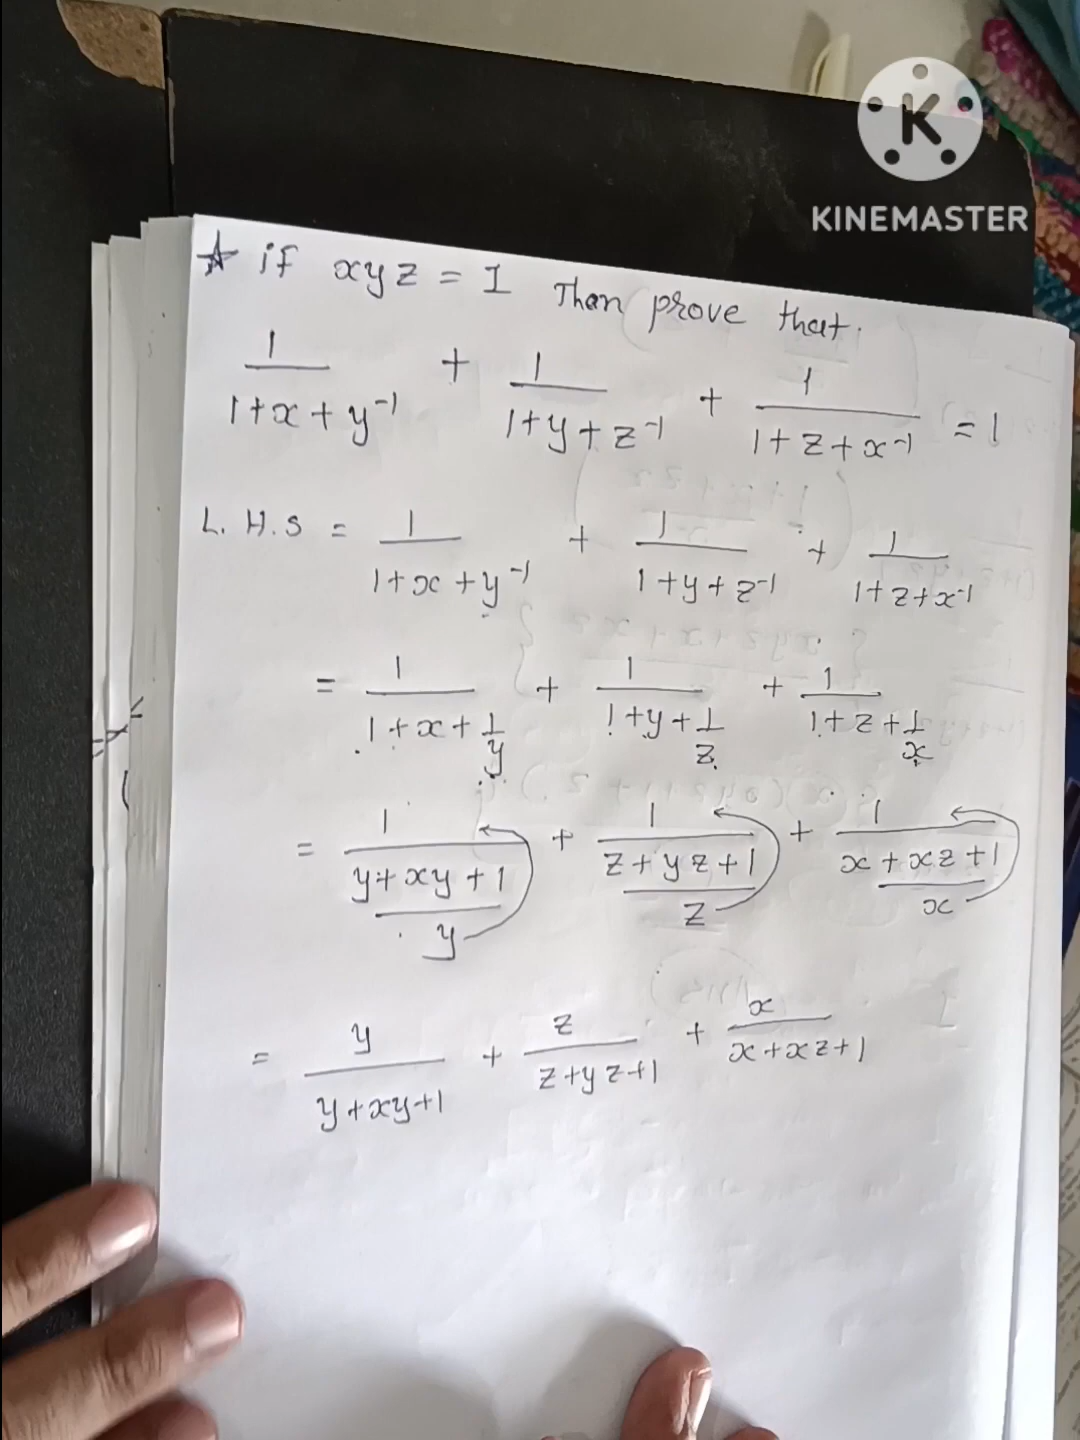 K
KINEMASTER
☆ if xyz = 1 Then prove that.
1/(1+x+y⁻¹) + 1/(1+y+z⁻¹) + 1/(1+z+x⁻¹) = 1
L.H.S = 1/(1+x+y⁻¹) + 1/(1+y+z⁻¹) + 1/(1+z+x⁻¹)
= 1/(1+x+1/y) + 1/(1+y+1/z) + 1/(1+z+1/x)
= 1/((y+xy+1)/y) + 1/((z+yz+1)/z) + 1/((x+xz+1)/x)
= y/(y+xy+1) + z/(z+yz+1) + x/(x+xz+1)